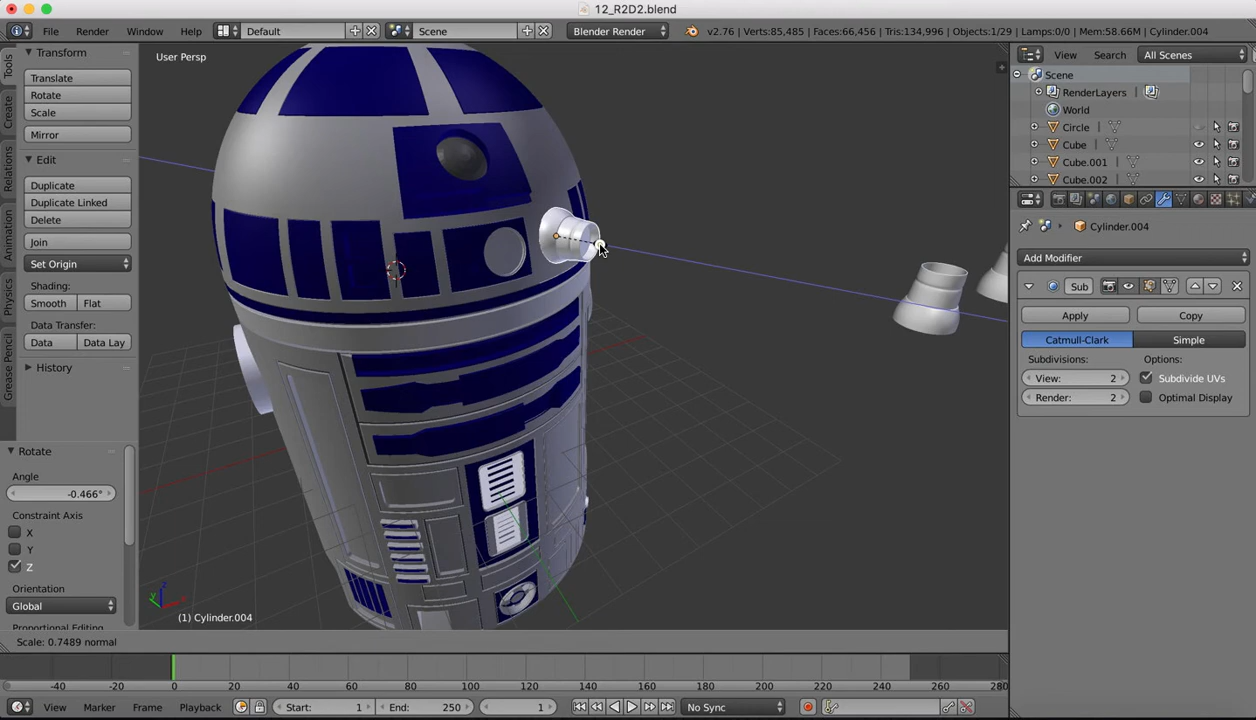 12_R2D2.blend
File Render Window Help Default Scene Blender Render v2.76 | Verts:85,485 | Faces:66,456 | Tris:134,996 | Objects:1/29 | Lamps:0/0 | Mem:58.66M | Cylinder.004
Tools
Create
Relations
Animation
Physics
Grease Pencil
Transform
Translate
Rotate
Scale
Mirror
Edit
Duplicate
Duplicate Linked
Delete
Join
Set Origin
Shading:
Smooth Flat
Data Transfer:
Data Data Lay
History
Rotate
Angle
-0.466°
Constraint Axis
X
Y
Z
Orientation
Global
Proportional Editing
User Persp
(1) Cylinder.004
Scale: 0.7489 normal
View Search All Scenes
Scene
RenderLayers
World
Circle
Cube
Cube.001
Cube.002
Cylinder.004
Add Modifier
Sub
Apply Copy
Catmull-Clark Simple
Subdivisions: Options:
View: 2 Subdivide UVs
Render: 2 Optimal Display
-40 -20 0 20 40 60 80 100 120 140 160 180 200 220 240 260 280
View Marker Frame Playback Start: 1 End: 250 1 No Sync